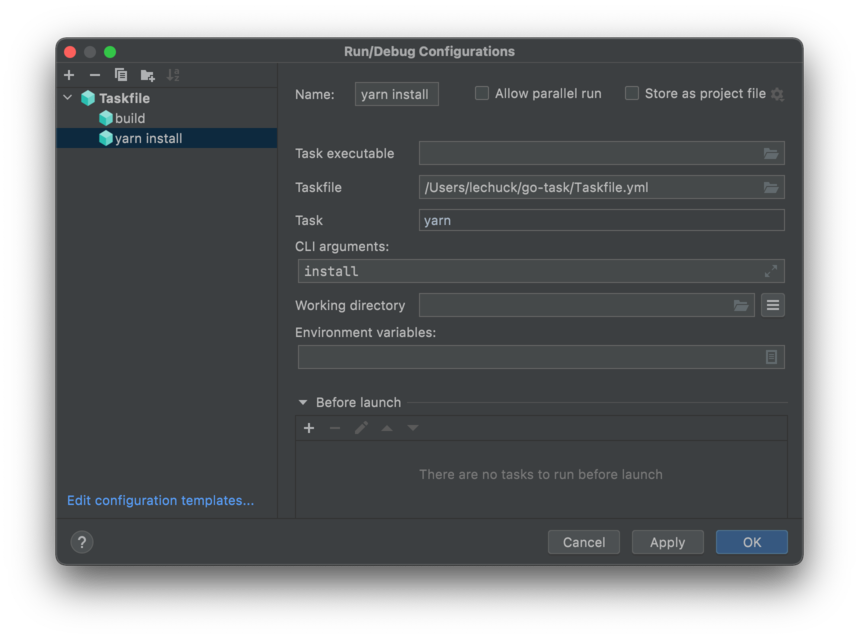 Run/Debug Configurations
Taskfile
build
yarn install
Edit configuration templates...
Name: yarn install Allow parallel run Store as project file
Task executable
Taskfile /Users/lechuck/go-task/Taskfile.yml
Task yarn
CLI arguments:
install
Working directory
Environment variables:
Before launch
There are no tasks to run before launch
? Cancel Apply OK